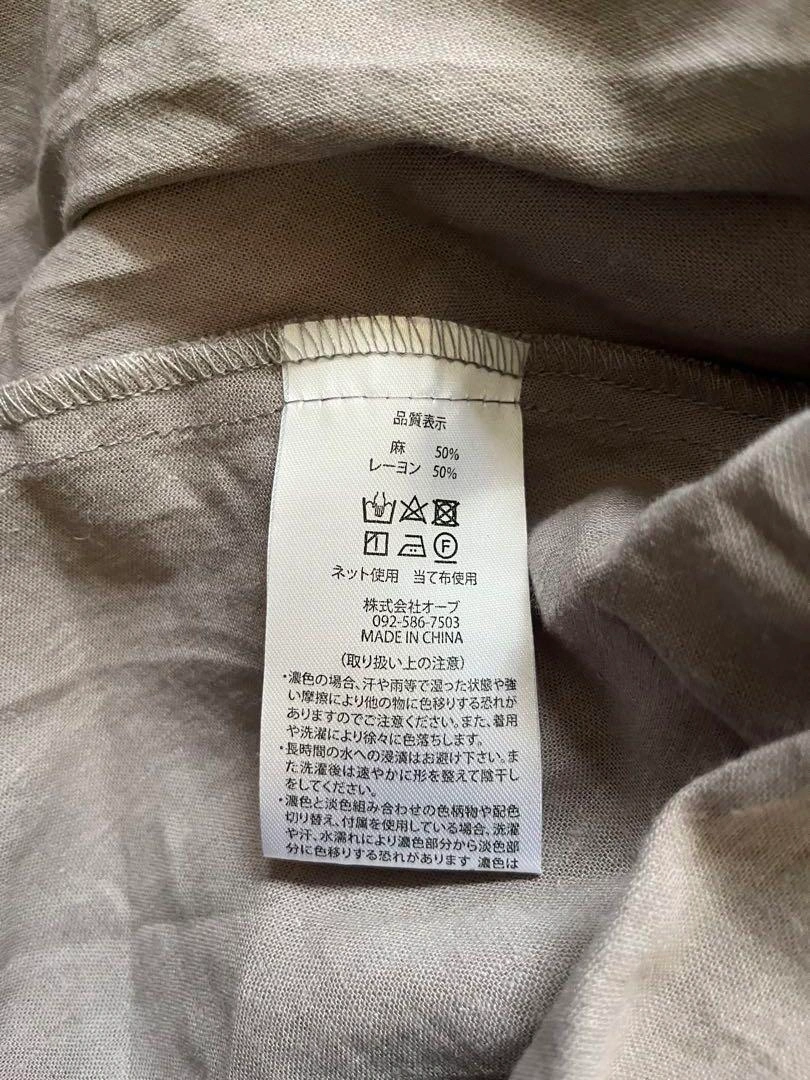 品質表示
麻 50%
レーヨン 50%
F
ネット使用 当て布使用
株式会社オーブ
092-586-7503
MADE IN CHINA
(取り扱い上の注意)
・濃色の場合、汗や雨等で湿った状態や強
い摩擦により他の物に色移りする恐れが
ありますのでご注意ください。また、着用
や洗濯により徐々に色落ちします。
・長時間の水への浸漬はお避け下さい。ま
た洗濯後は速やかに形を整えて陰干し
をしてください。
・濃色と淡色組み合わせの色柄物や配色
切り替え、付属を使用している場合、洗濯
や汗、水濡れにより濃色部分から淡色部
分に色移りする恐れがあります 濃色は